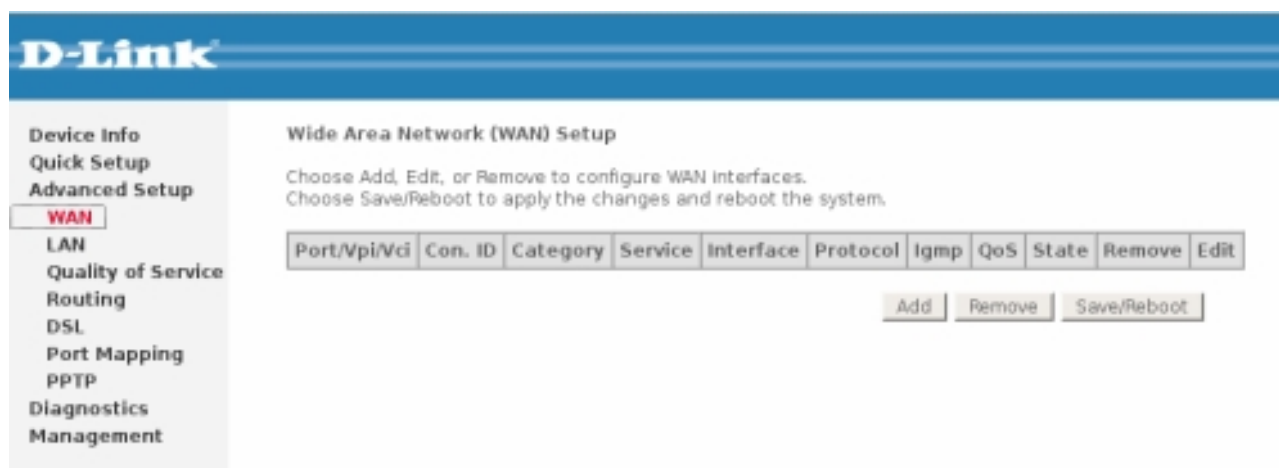 D-Link
Device Info
Quick Setup
Advanced Setup
WAN
LAN
Quality of Service
Routing
DSL
Port Mapping
PPTP
Diagnostics
Management
Wide Area Network (WAN) Setup
Choose Add, Edit, or Remove to configure WAN interfaces.
Choose Save/Reboot to apply the changes and reboot the system.
Port/Vpi/Vci Con. ID Category Service Interface Protocol Igmp QoS State Remove Edit
Add Remove Save/Reboot